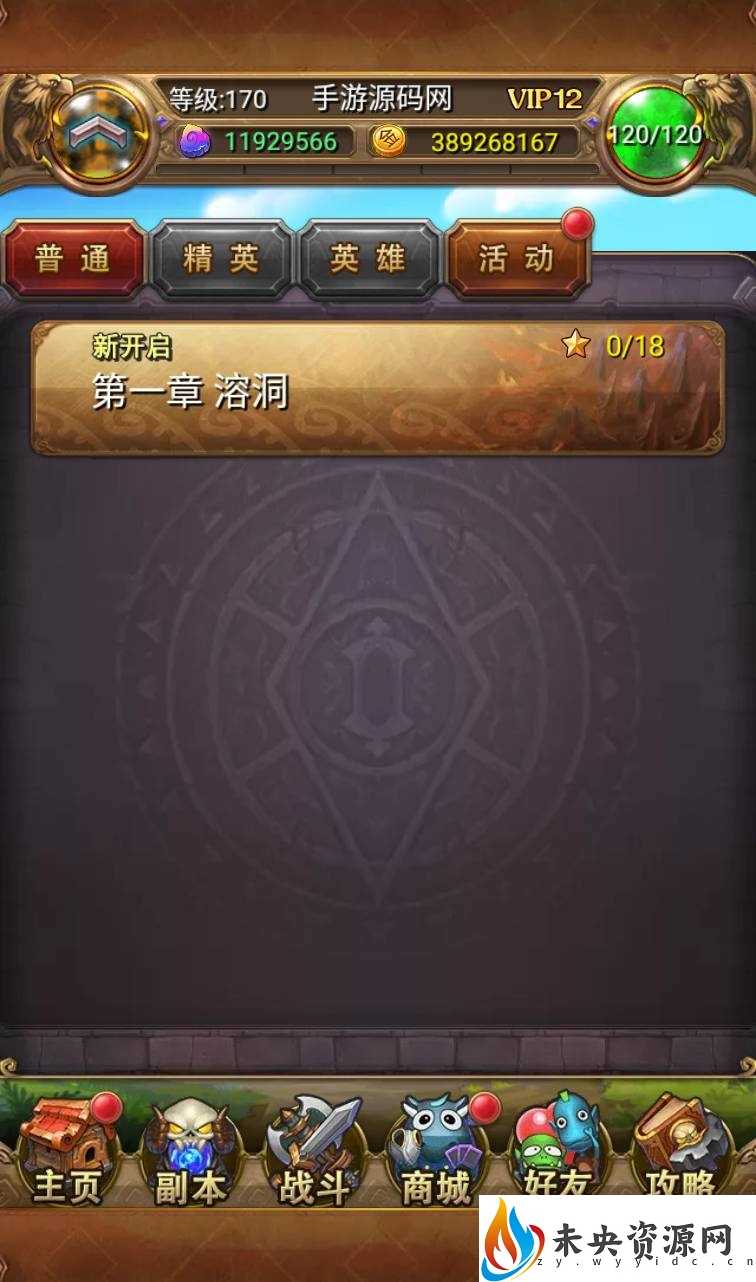 等级:170 手游源码网 VIP12
11929566 389268167 120/120
普通 精英 英雄 活动
新开启 0/18
第一章 溶洞
主页 副本 战斗 商城 好友 攻略
未央资源网
zy.wyyidc.cn